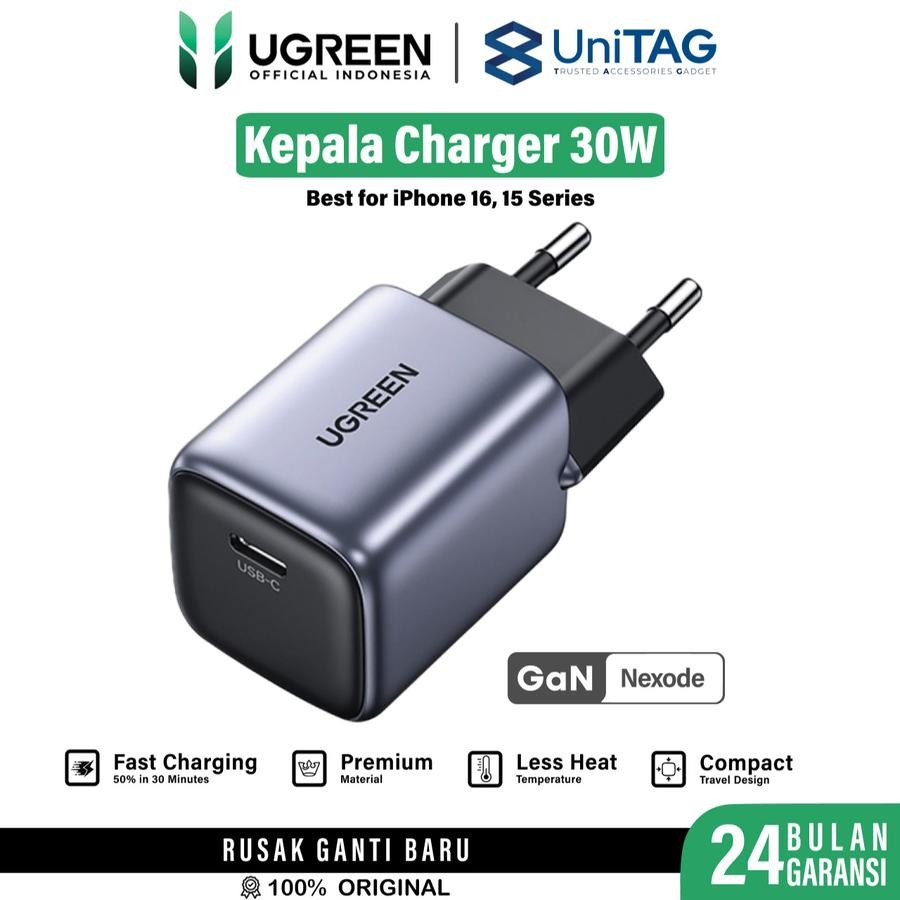 UGREEN
OFFICIAL INDONESIA
UniTAG
TRUSTED ACCESSORIES GADGET
Kepala Charger 30W
Best for iPhone 16, 15 Series
UGREEN
USB-C
GaN Nexode
Fast Charging
50% in 30 Minutes
Premium
Material
Less Heat
Temperature
Compact
Travel Design
RUSAK GANTI BARU
100% ORIGINAL
24 BULAN
GARANSI